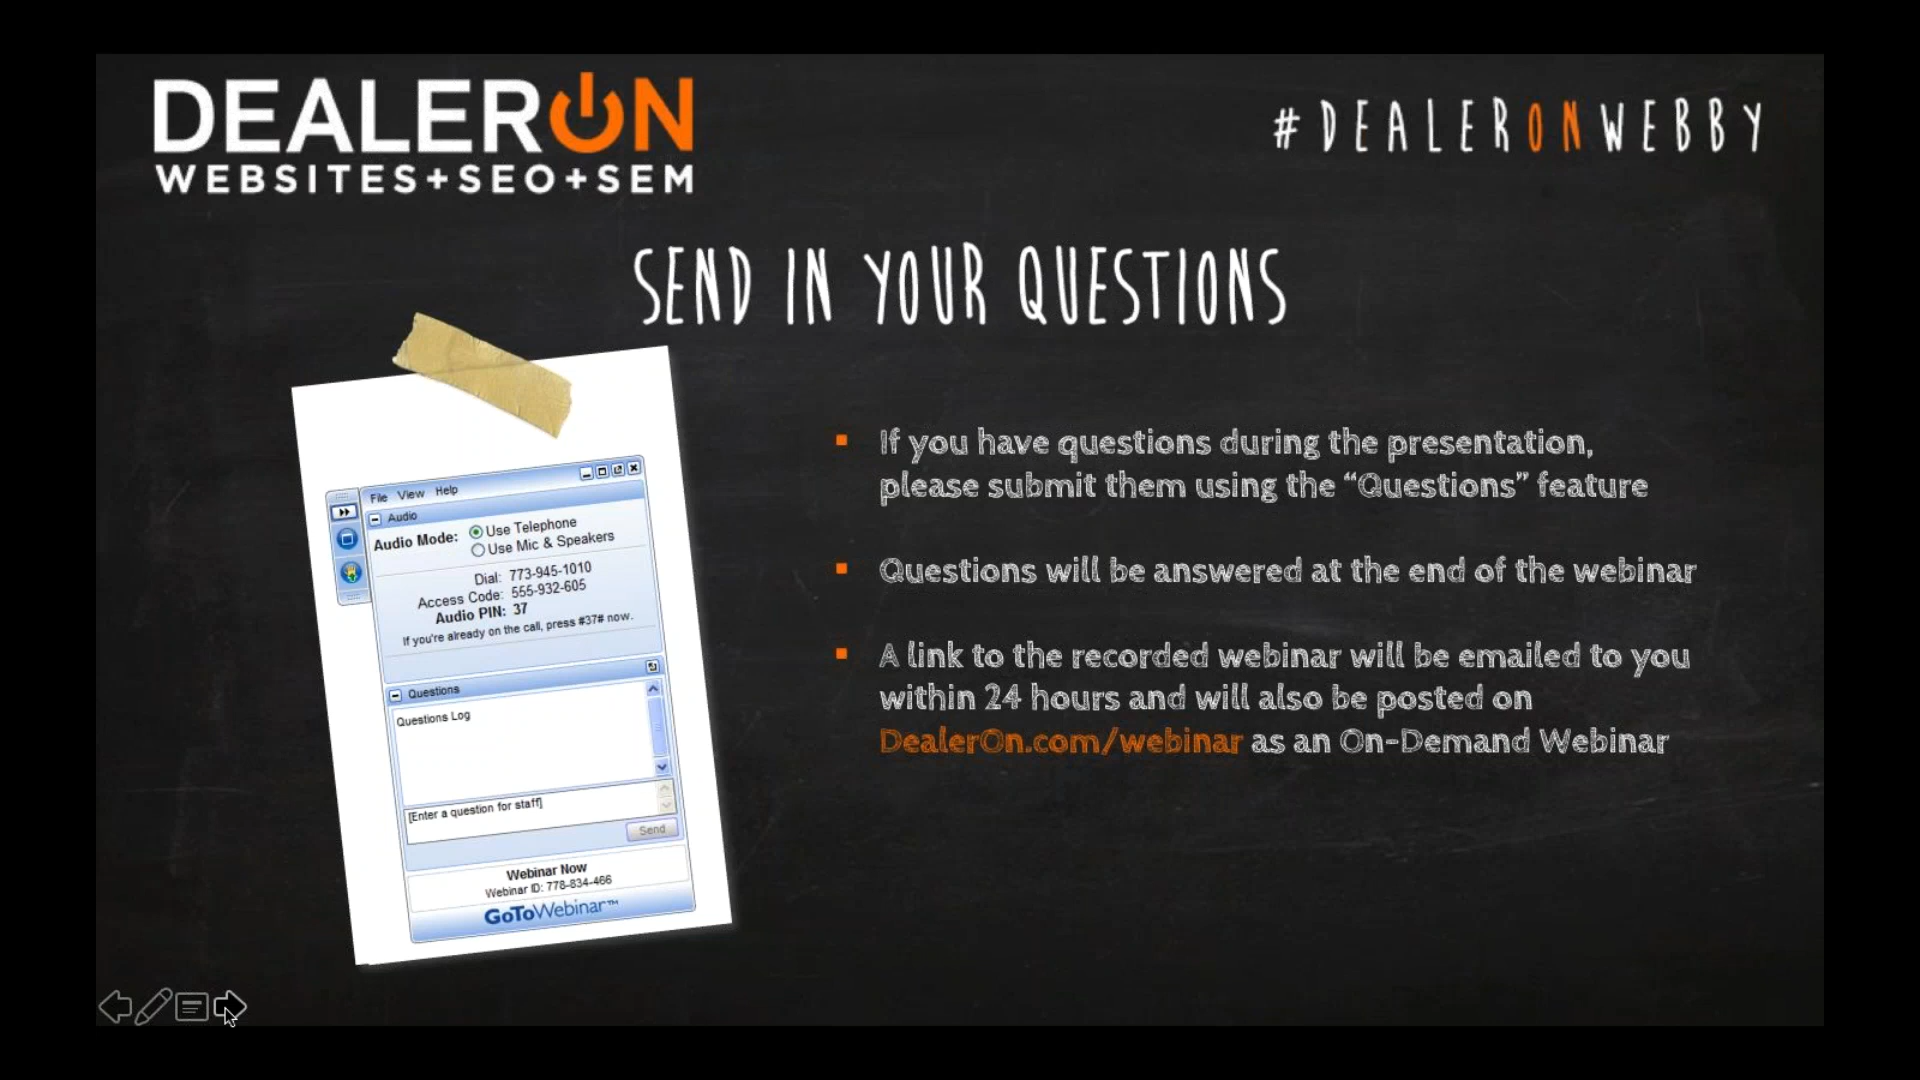 DEALERON
WEBSITES+SEO+SEM
#DEALERONWEBBY
SEND IN YOUR QUESTIONS
File View Help
Audio
Audio Mode: Use Telephone
Use Mic & Speakers
Dial: 773-945-1010
Access Code: 555-932-605
Audio PIN: 37
If you're already on the call, press #37# now.
Questions
Questions Log
[Enter a question for staff]
Send
Webinar Now
Webinar ID: 778-834-466
GoToWebinar™
▪ If you have questions during the presentation,
please submit them using the “Questions” feature
▪ Questions will be answered at the end of the webinar
▪ A link to the recorded webinar will be emailed to you
within 24 hours and will also be posted on
DealerOn.com/webinar as an On-Demand Webinar